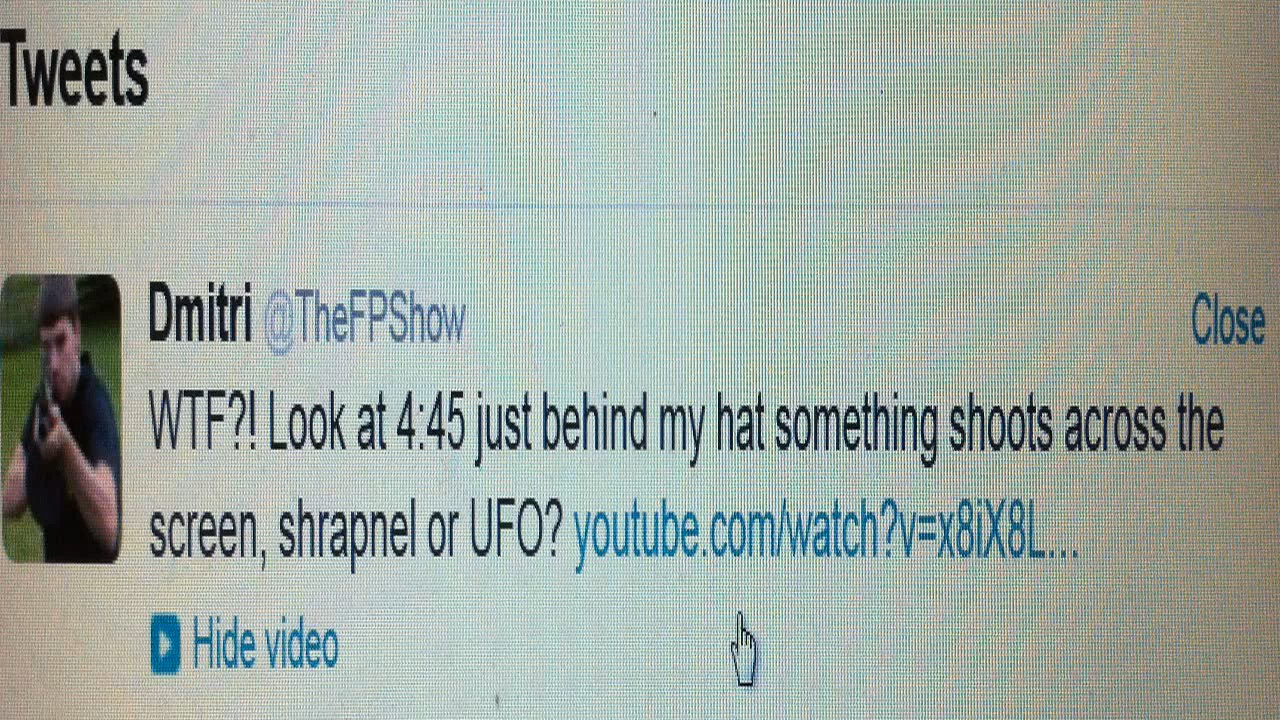 Tweets
Dmitri @TheFPShow
Close
WTF?! Look at 4:45 just behind my hat something shoots across the
screen, shrapnel or UFO? youtube.com/watch?v=x8iX8L...
Hide video